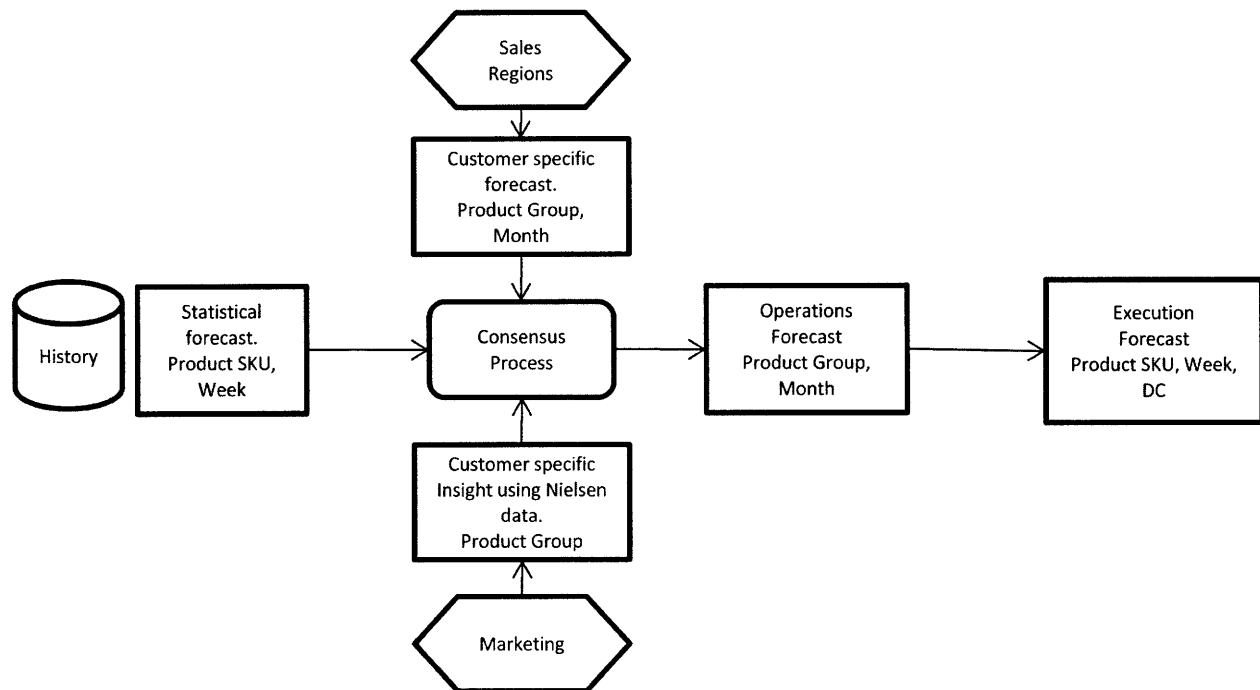 Sales
Regions
Customer specific
forecast.
Product Group,
Month
History
Statistical
forecast.
Product SKU,
Week
Consensus
Process
Operations
Forecast
Product Group,
Month
Execution
Forecast
Product SKU, Week,
DC
Customer specific
Insight using Nielsen
data.
Product Group
Marketing